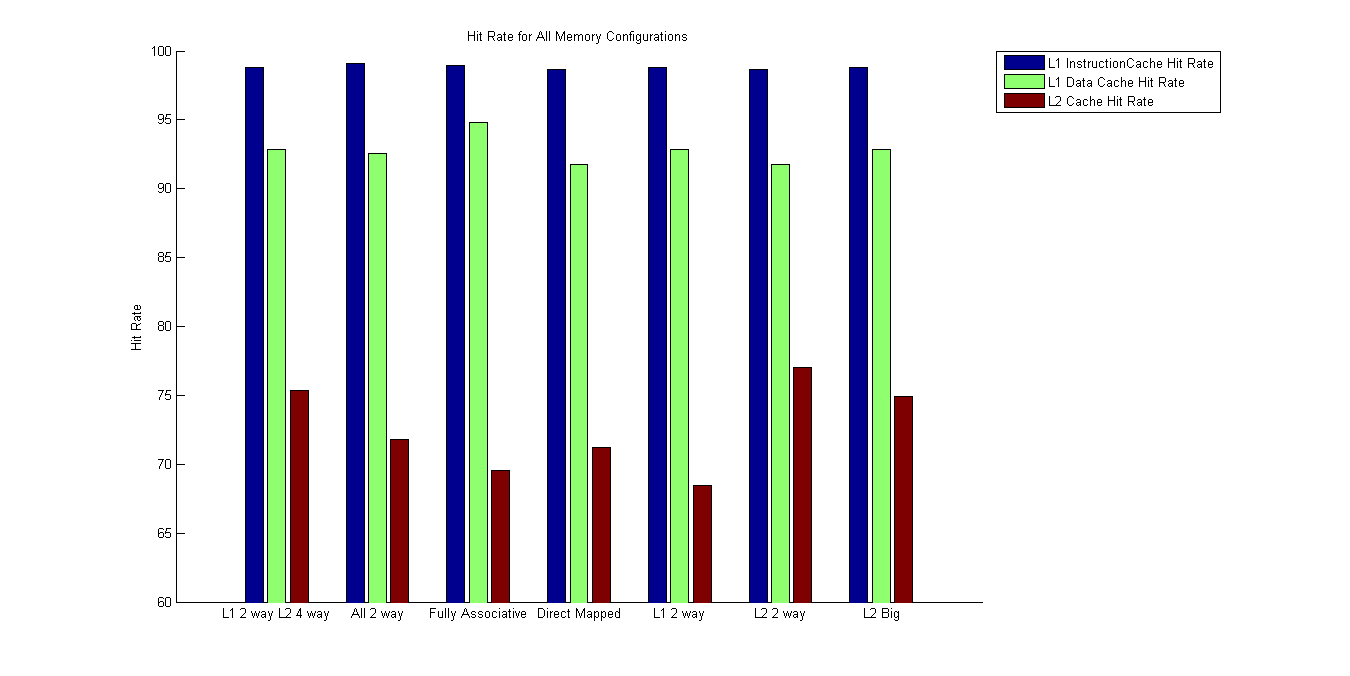 Hit Rate for All Memory Configurations
L1 InstructionCache Hit Rate
L1 Data Cache Hit Rate
L2 Cache Hit Rate
100
95
90
85
80
75
70
65
60
Hit Rate
L1 2 way L2 4 way All 2 way Fully Associative Direct Mapped L1 2 way L2 2 way L2 Big